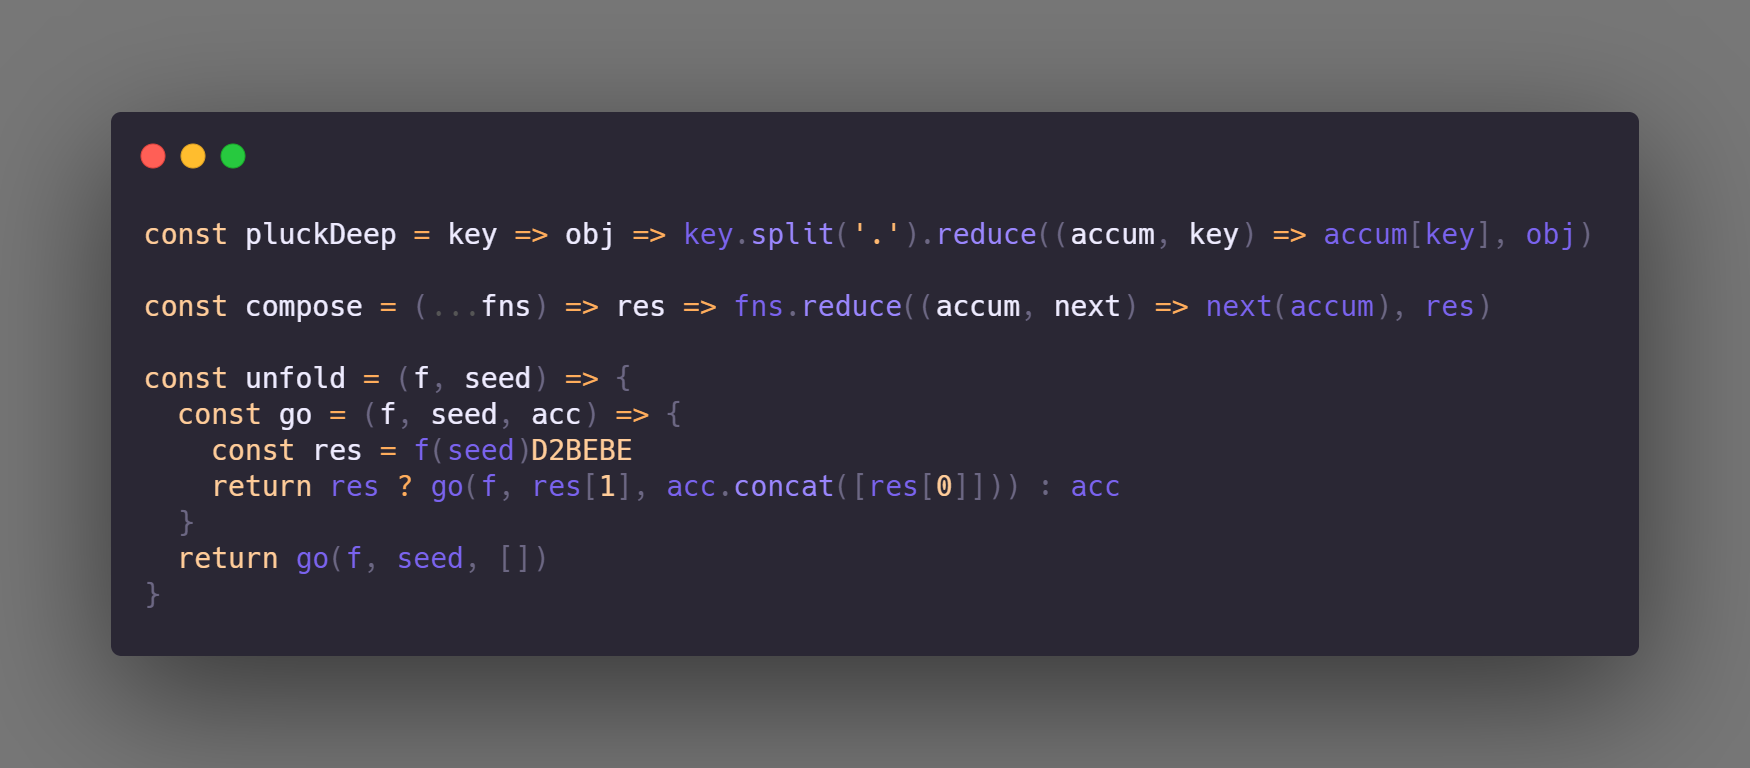 const pluckDeep = key => obj => key.split('.').reduce((accum, key) => accum[key], obj)
const compose = (...fns) => res => fns.reduce((accum, next) => next(accum), res)
const unfold = (f, seed) => {
const go = (f, seed, acc) => {
const res = f(seed)D2BEBE
return res ? go(f, res[1], acc.concat([res[0]])) : acc
}
return go(f, seed, [])
}